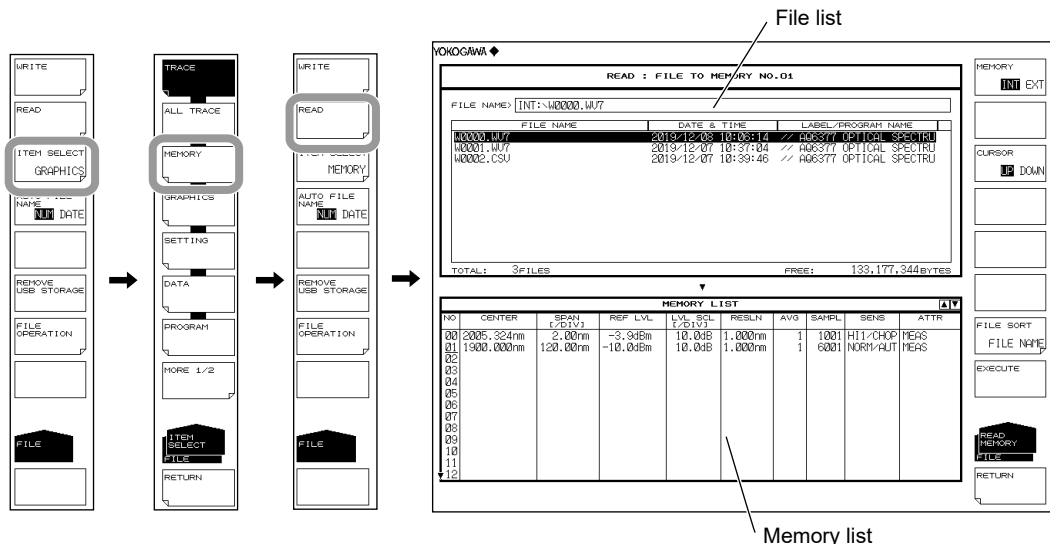 File list
WRITE
READ
ITEM SELECT
GRAPHICS
AUTO FILE
NAME
NUM DATE
REMOVE
USB STORAGE
FILE
OPERATION
FILE
TRACE
ALL TRACE
MEMORY
GRAPHICS
SETTING
DATA
PROGRAM
MORE 1/2
ITEM
SELECT
FILE
RETURN
WRITE
READ
ITEM SELECT
MEMORY
AUTO FILE
NAME
NUM DATE
REMOVE
USB STORAGE
FILE
OPERATION
FILE
YOKOGAWA
READ : FILE TO MEMORY NO.01
FILE NAME> INT:\W0000.WV7
FILE NAME DATE & TIME LABEL/PROGRAM NAME
W0000.WV7 2019/12/08 10:06:14 // AQ6377 OPTICAL SPECTRU
W0001.WV7 2019/12/07 10:37:04 // AQ6377 OPTICAL SPECTRU
W0002.CSV 2019/12/07 10:39:46 // AQ6377 OPTICAL SPECTRU
TOTAL: 3FILES FREE: 133,177,344BYTES
MEMORY LIST
NO CENTER SPAN [/DIV] REF LVL LVL SCL [/DIV] RESLN AVG SAMPL SENS ATTR
00 2005.324nm 2.00nm -3.9dBm 10.0dB 1.000nm 1 1001 HI1/CHOP MEAS
01 1900.000nm 120.00nm -10.0dBm 10.0dB 1.000nm 1 6001 NORM/AUT MEAS
02
03
04
05
06
07
08
09
10
11
12
MEMORY
INT EXT
CURSOR
UP DOWN
FILE SORT
FILE NAME
EXECUTE
READ
MEMORY
FILE
RETURN
Memory list